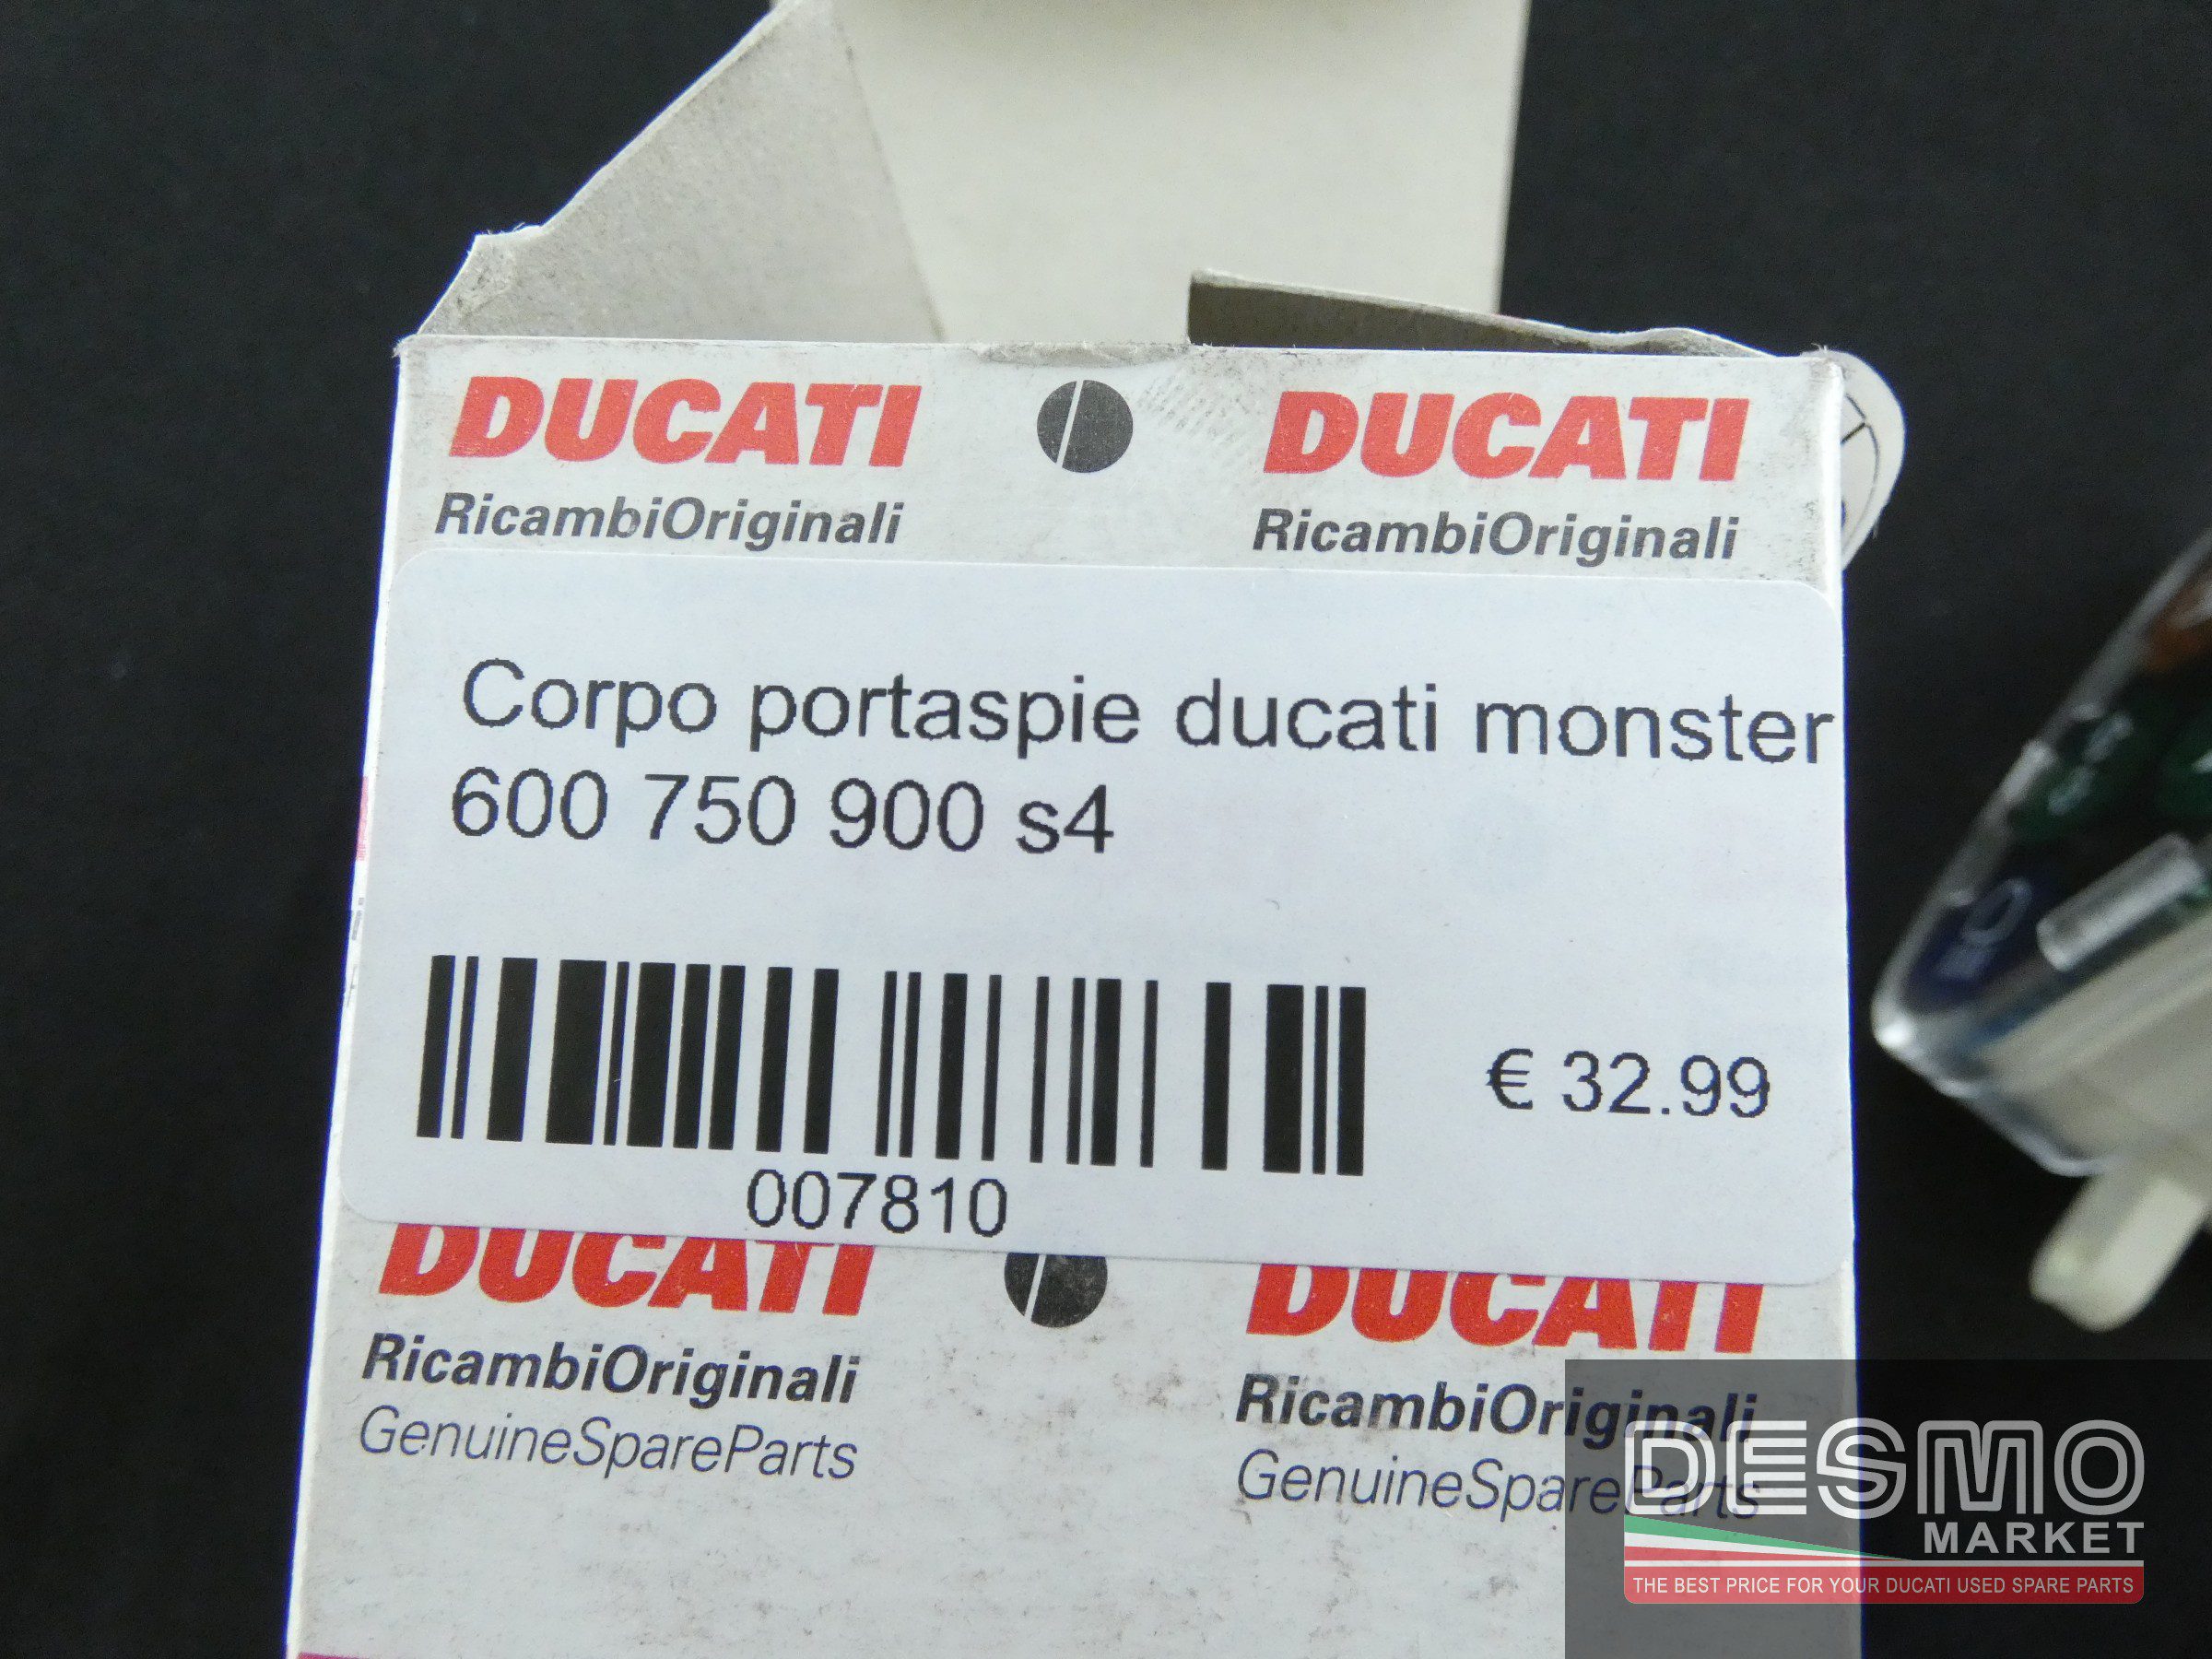 DUCATI DUCATI
RicambiOriginali RicambiOriginali
Corpo portaspie ducati monster
600 750 900 s4
€ 32.99
007810
DUCATI DUCATI
RicambiOriginali RicambiOriginali
GenuineSpareParts GenuineSpareParts
DESMO
MARKET
THE BEST PRICE FOR YOUR DUCATI USED SPARE PARTS